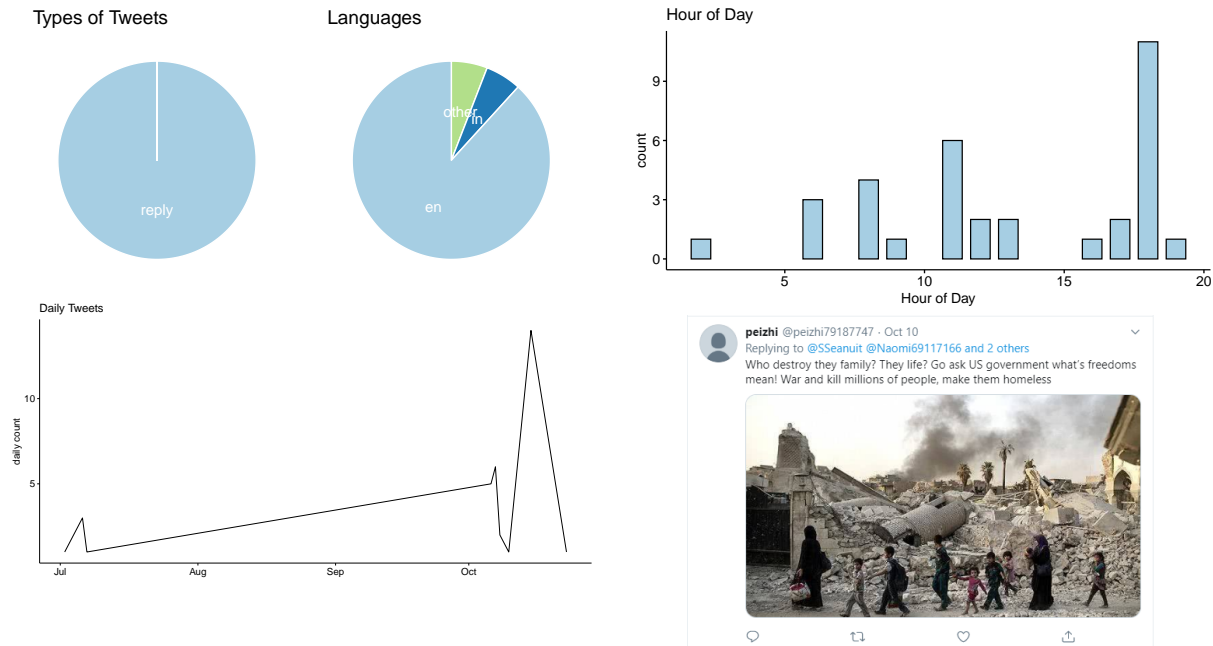 Types of Tweets
reply
Languages
other
in
en
Hour of Day
count
9
6
3
0
5
10
15
20
Hour of Day
Daily Tweets
daily count
10
5
Jul
Aug
Sep
Oct
peizhi @peizhi79187747 · Oct 10
Replying to @SSeanuit @Naomi69117166 and 2 others
Who destroy they family? They life? Go ask US government what's freedoms
mean! War and kill millions of people, make them homeless